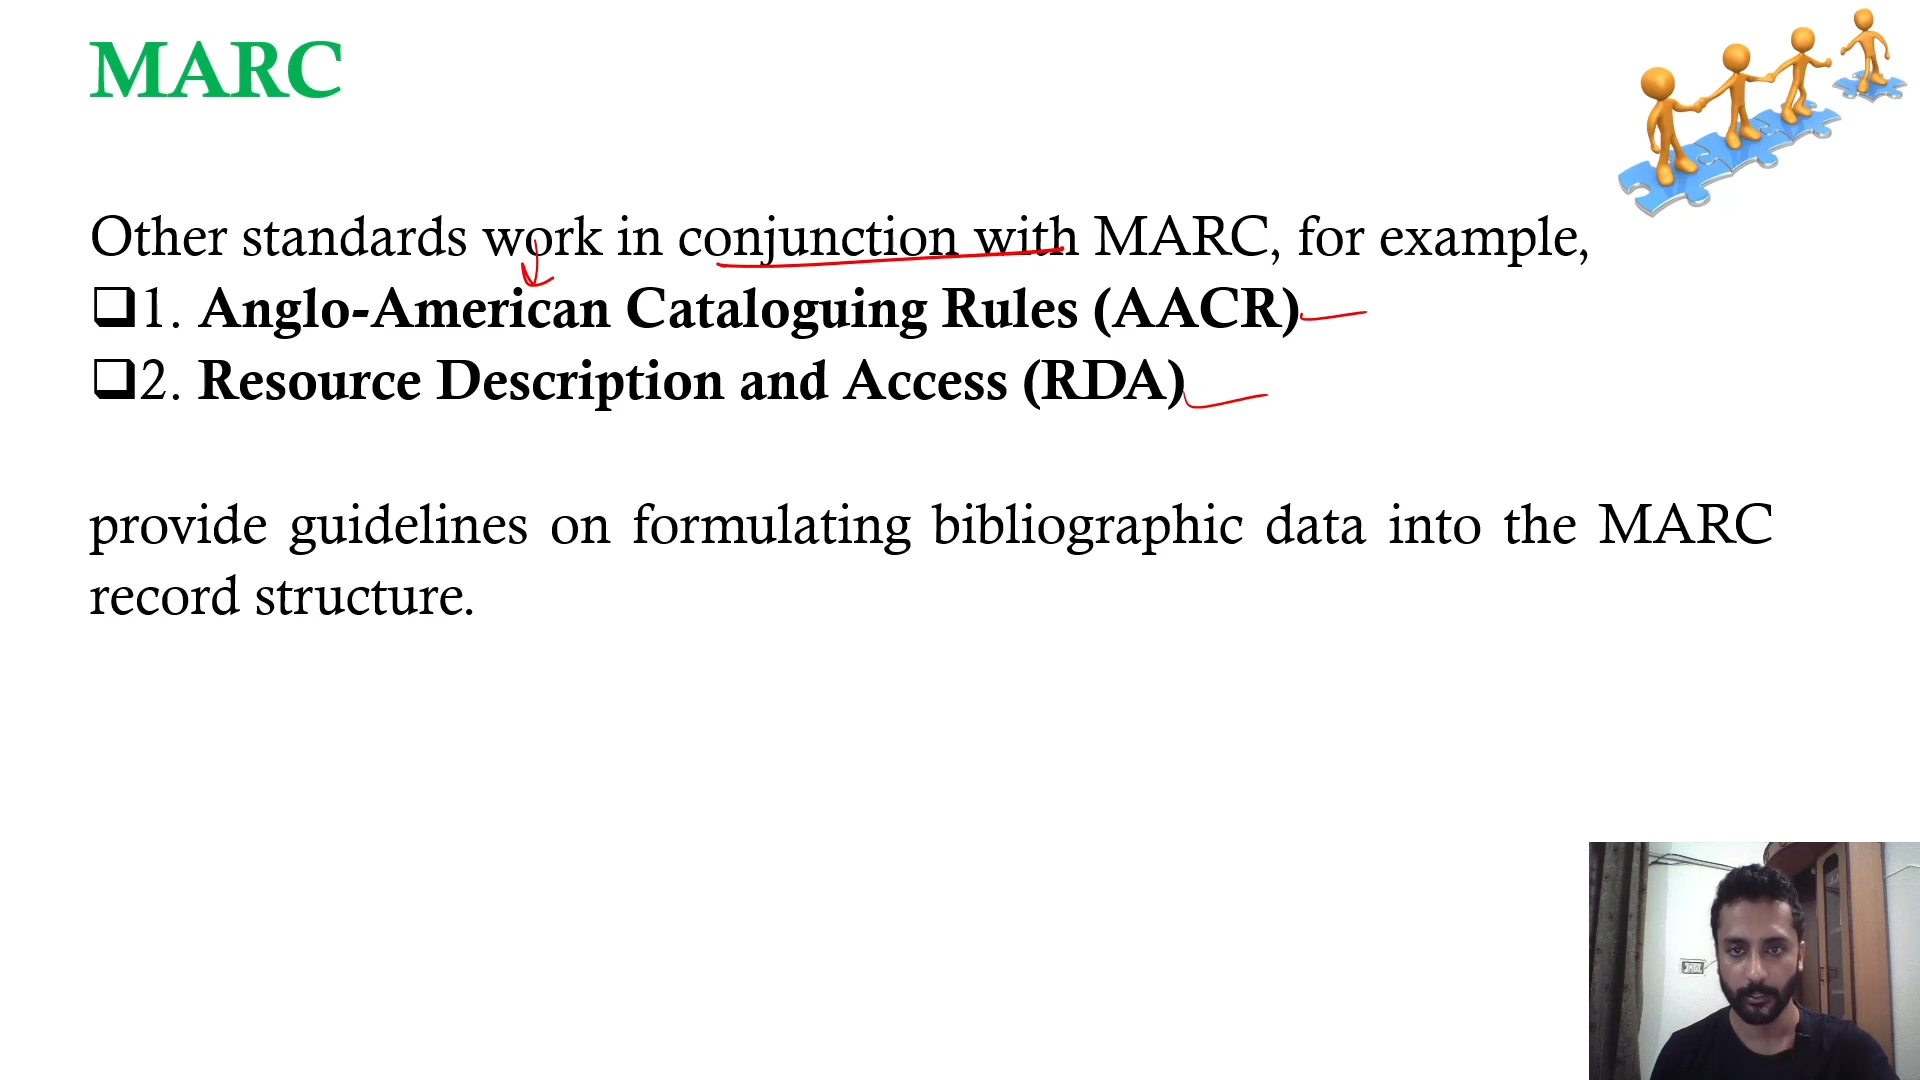 MARC
Other standards work in conjunction with MARC, for example,
❑1. Anglo-American Cataloguing Rules (AACR)
❑2. Resource Description and Access (RDA)
provide guidelines on formulating bibliographic data into the MARC
record structure.